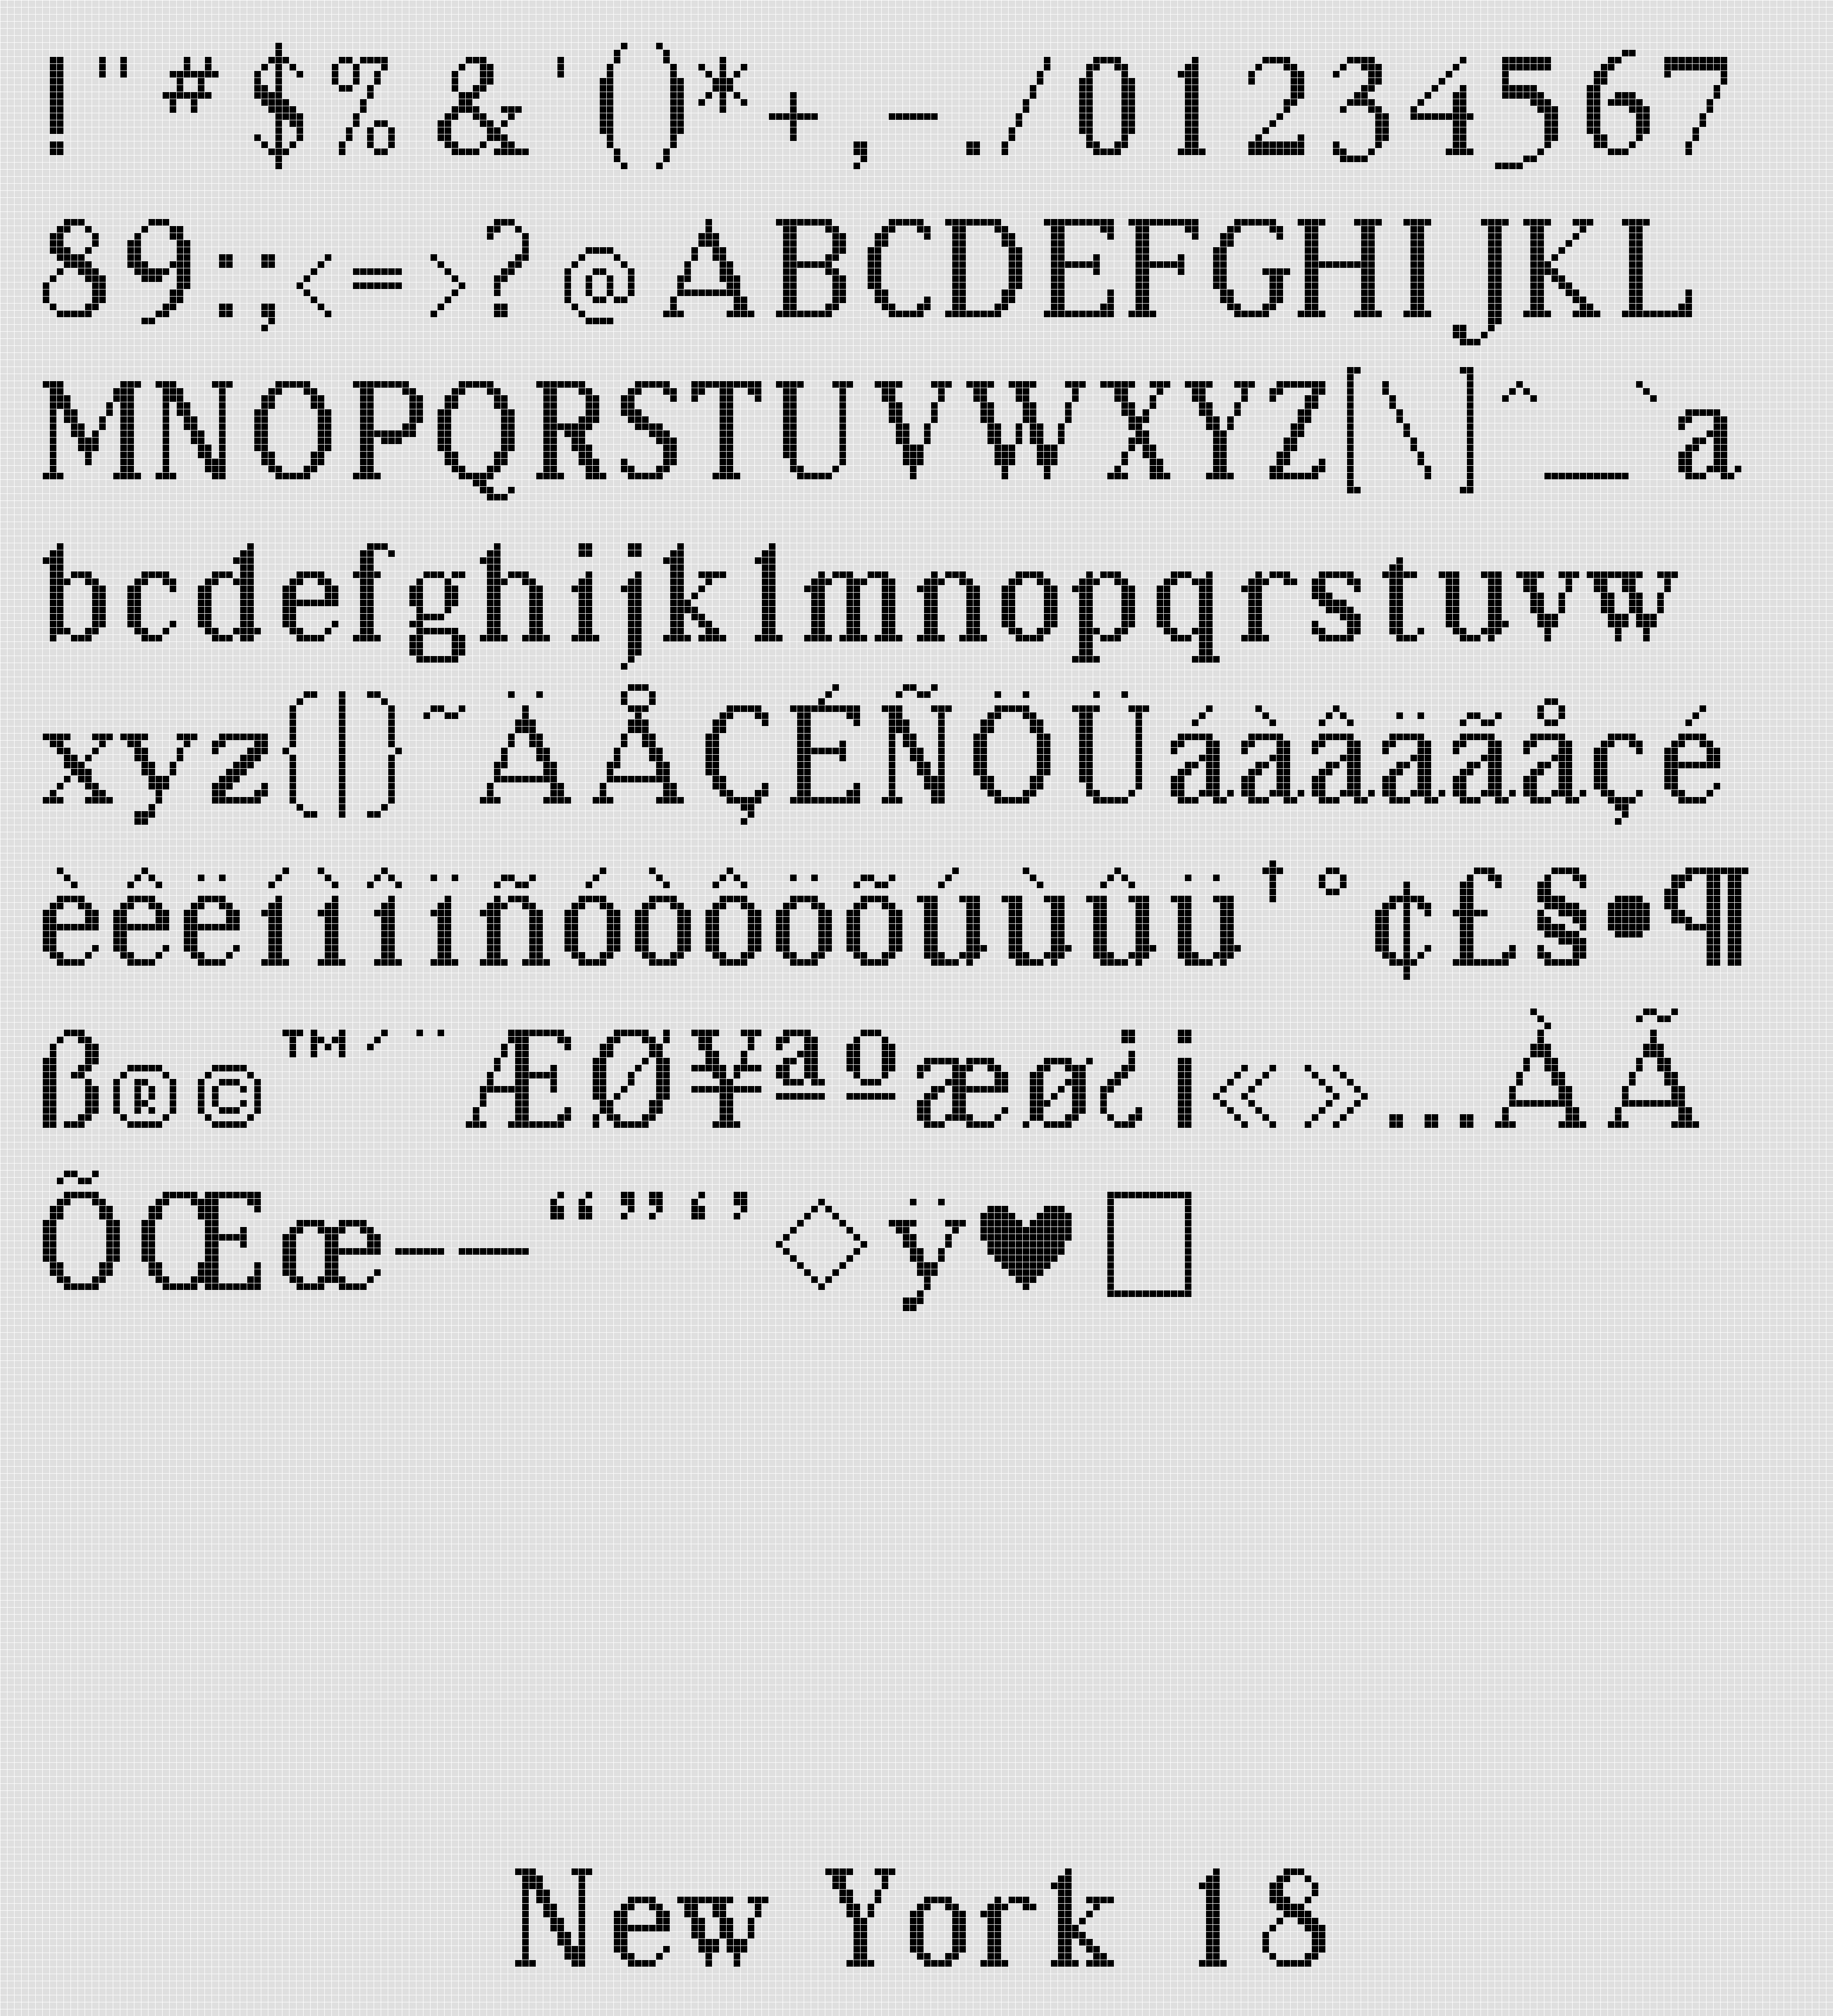 !"#$%&'()*+,-./01234567
89:;<=>?@ABCDEFGHIJKL
MNOPQRSTUVWXYZ[\]^_`a
bcdefghijklmnopqrstuvw
xyz{|}~ÄÅÇÉÑÖÜáàâäãåçé
èêëíìîïñóòôöõúùûü†°¢£§•¶
ß®©™´¨ÆØ¥ªºæø¿¡«»…ÀÃ
ÕŒœ–—“”‘’◊ÿ♥□
New York 18